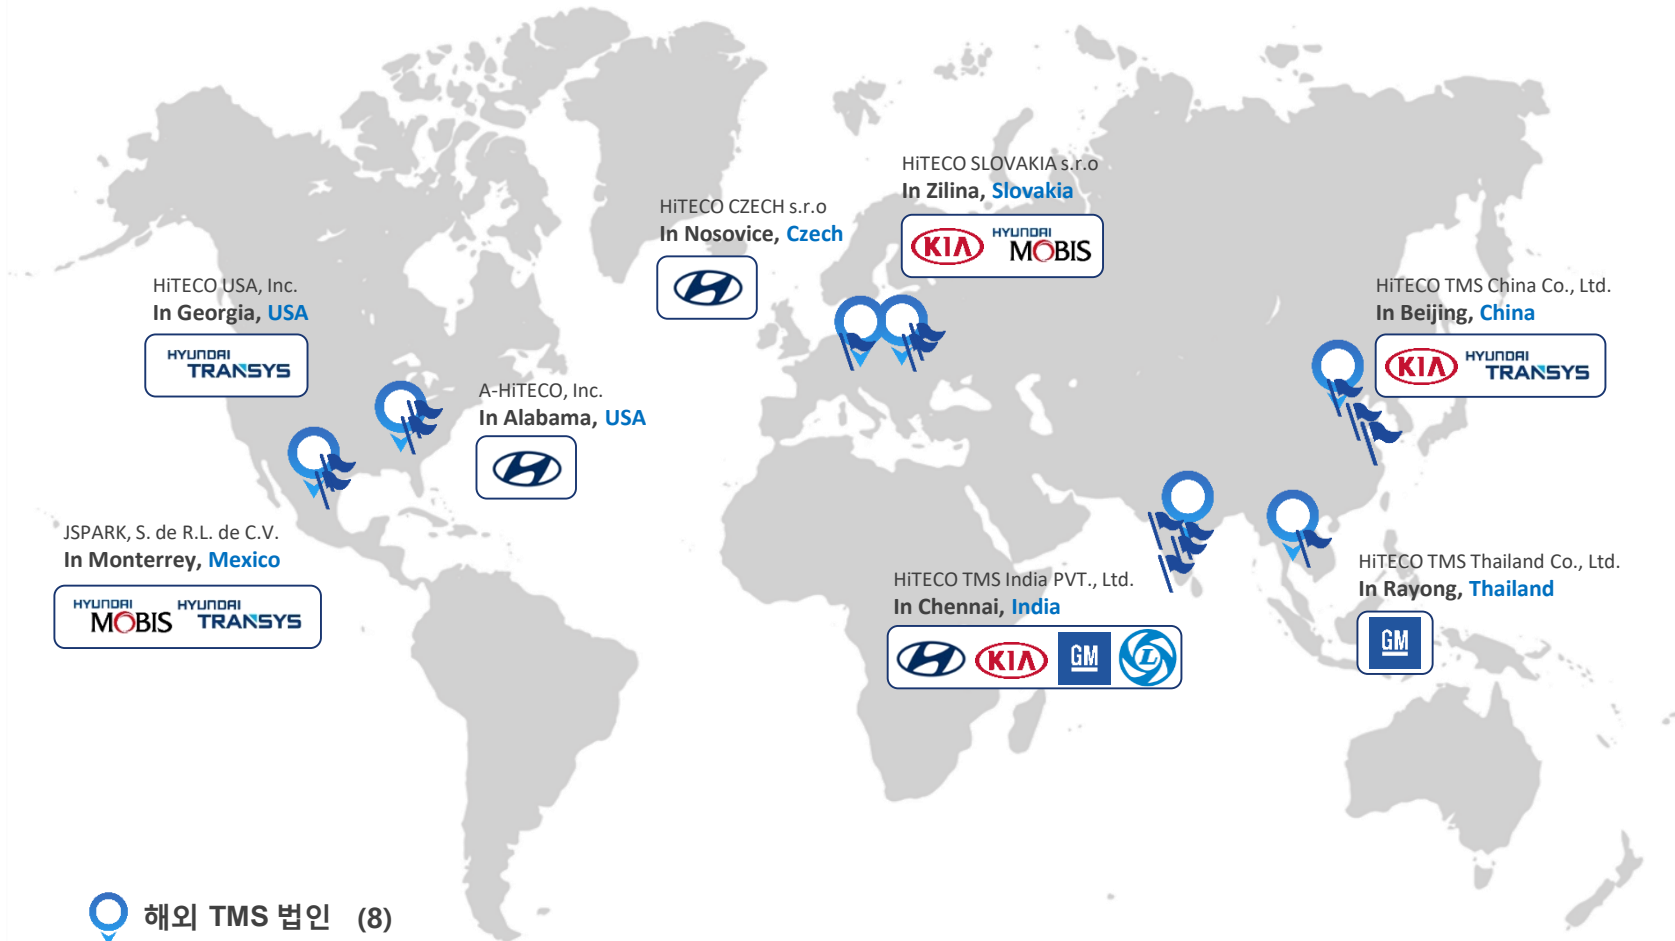 HiTECO SLOVAKIA s.r.o
In Zilina, Slovakia
KIA HYUNDAI MOBIS
HiTECO CZECH s.r.o
In Nosovice, Czech
HiTECO USA, Inc.
In Georgia, USA
HYUNDAI
TRANSYS
HiTECO TMS China Co., Ltd.
In Beijing, China
KIA HYUNDAI TRANSYS
A-HiTECO, Inc.
In Alabama, USA
JSPARK, S. de R.L. de C.V.
In Monterrey, Mexico
HYUNDAI MOBIS HYUNDAI TRANSYS
HiTECO TMS India PVT., Ltd.
In Chennai, India
KIA GM L
HiTECO TMS Thailand Co., Ltd.
In Rayong, Thailand
GM
해외 TMS 법인 (8)